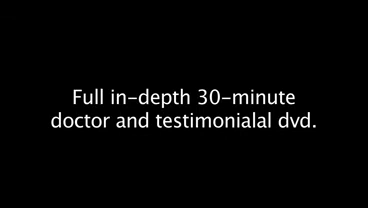 Full in-depth 30-minute
doctor and testimonialal dvd.